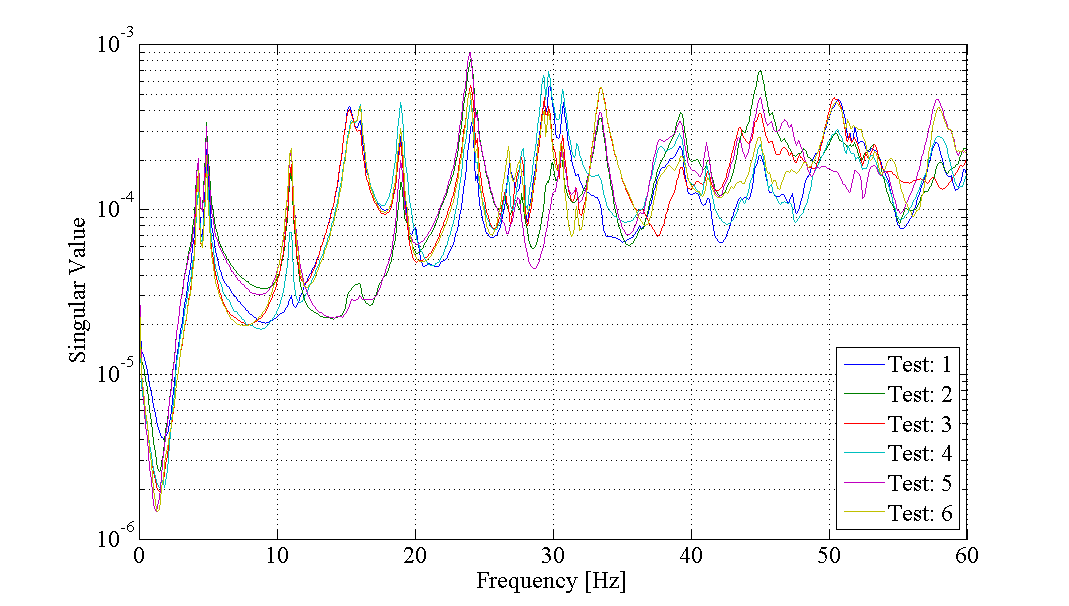 10^-3
10^-4
10^-5
10^-6
Singular Value
0 10 20 30 40 50 60
Frequency [Hz]
Test: 1
Test: 2
Test: 3
Test: 4
Test: 5
Test: 6